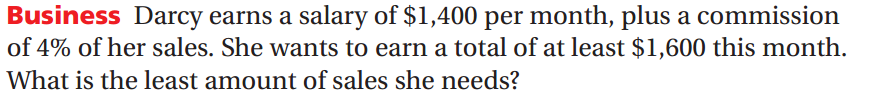 Business Darcy earns a salary of $1,400 per month, plus a commission
of 4% of her sales. She wants to earn a total of at least $1,600 this month.
What is the least amount of sales she needs?